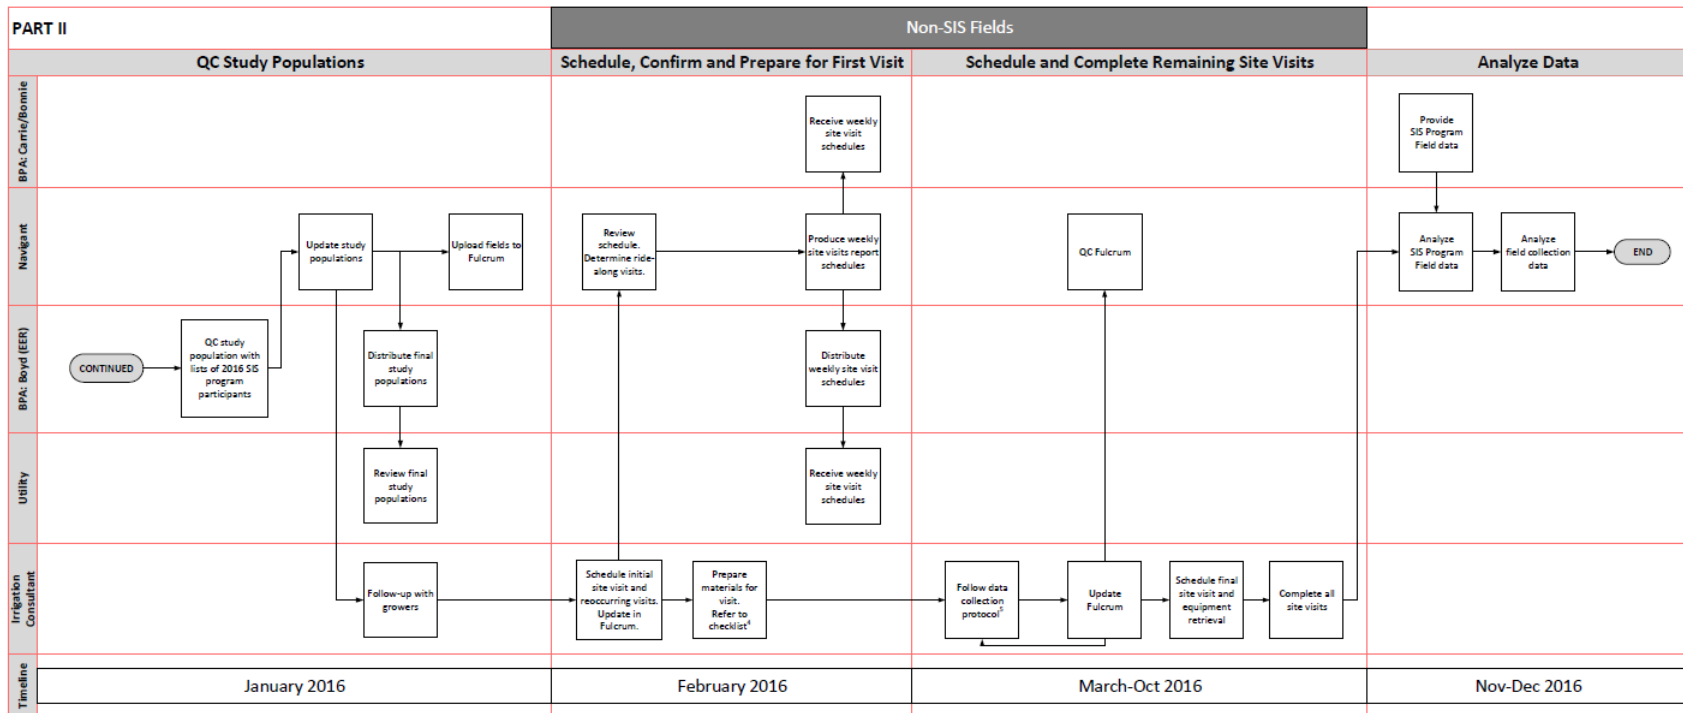 PART II
Non-SIS Fields
QC Study Populations
Schedule, Confirm and Prepare for First Visit
Schedule and Complete Remaining Site Visits
Analyze Data
BPA: Carrie/Bonnie
Receive weekly
site visit
schedules
Provide
SIS Program
Field data
Navigant
Update study
populations
Upload fields to
Fulcrum
Review
schedule.
Determine ride-
along visits.
Produce weekly
site visits report
schedules
QC Fulcrum
Analyze
SIS Program
Field data
Analyze
field collection
data
END
BPA: Boyd (EER)
CONTINUED
QC study
population with
lists of 2016 SIS
program
participants
Distribute final
study
populations
Distribute
weekly site visit
schedules
Utility
Review final
study
populations
Receive weekly
site visit
schedules
Irrigation
Consultant
Follow-up with
growers
Schedule initial
site visit and
reoccurring visits.
Update in
Fulcrum.
Prepare
materials for
visit.
Refer to
checklist⁴
Follow data
collection
protocol⁵
Update
Fulcrum
Schedule final
site visit and
equipment
retrieval
Complete all
site visits
Timeline
January 2016
February 2016
March-Oct 2016
Nov-Dec 2016